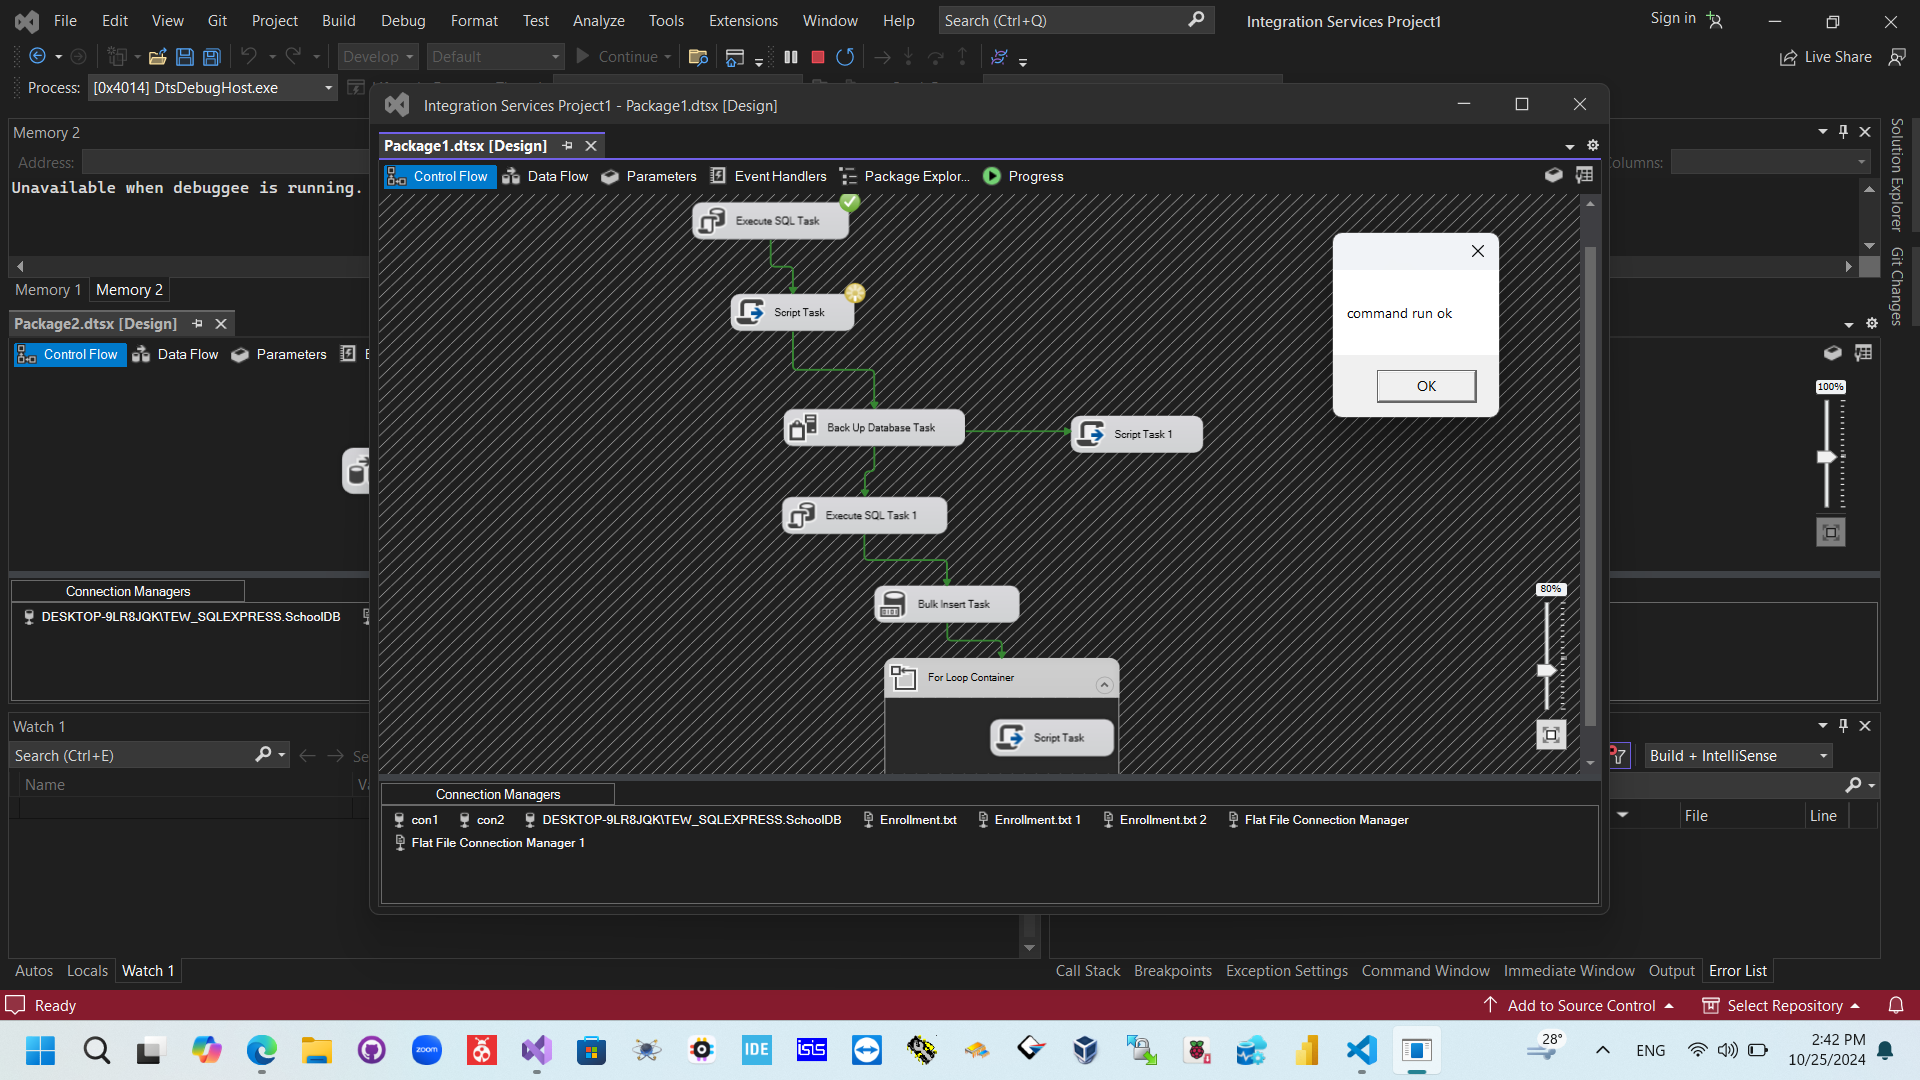 File Edit View Git Project Build Debug Format Test Analyze Tools Extensions Window Help Search (Ctrl+Q) Integration Services Project1 Sign in
Develop Default Continue Live Share
Process: [0x4014] DtsDebugHost.exe
Integration Services Project1 - Package1.dtsx [Design]
Memory 2
Package1.dtsx [Design]
Address:
Columns:
Control Flow Data Flow Parameters Event Handlers Package Explor... Progress
Unavailable when debuggee is running.
Solution Explorer
Git Changes
Execute SQL Task
Script Task
command run ok
OK
Memory 1 Memory 2
Package2.dtsx [Design]
Control Flow Data Flow Parameters E
100%
Back Up Database Task
Script Task 1
Execute SQL Task 1
Bulk Insert Task
80%
For Loop Container
Script Task
Connection Managers
DESKTOP-9LR8JQK\TEW_SQLEXPRESS.SchoolDB
Watch 1
Search (Ctrl+E) Se
Name Va
Build + IntelliSense
File Line
Connection Managers
con1 con2 DESKTOP-9LR8JQK\TEW_SQLEXPRESS.SchoolDB Enrollment.txt Enrollment.txt 1 Enrollment.txt 2 Flat File Connection Manager
Flat File Connection Manager 1
Autos Locals Watch 1
Call Stack Breakpoints Exception Settings Command Window Immediate Window Output Error List
Ready
Add to Source Control Select Repository
zoom
IDE
isis
28°
ENG
2:42 PM
10/25/2024